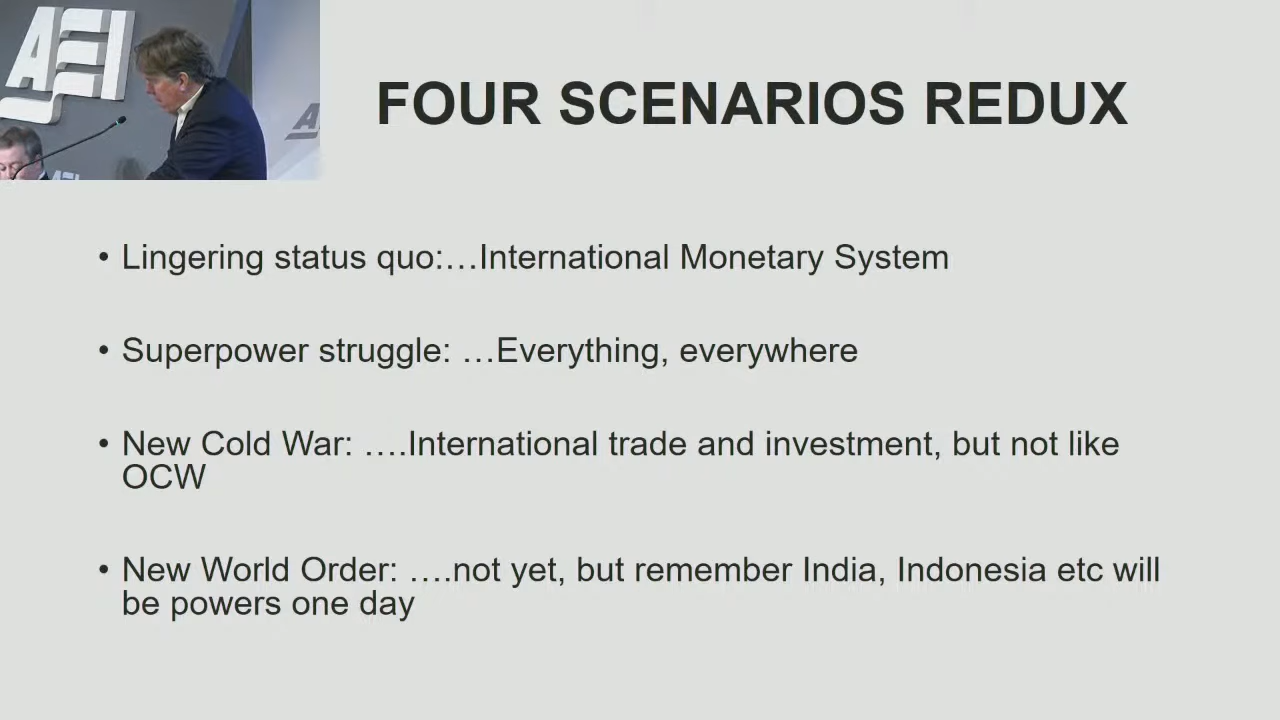 AEI
AEI
FOUR SCENARIOS REDUX
• Lingering status quo:…International Monetary System
• Superpower struggle: …Everything, everywhere
• New Cold War: ….International trade and investment, but not like
OCW
• New World Order: ….not yet, but remember India, Indonesia etc will
be powers one day